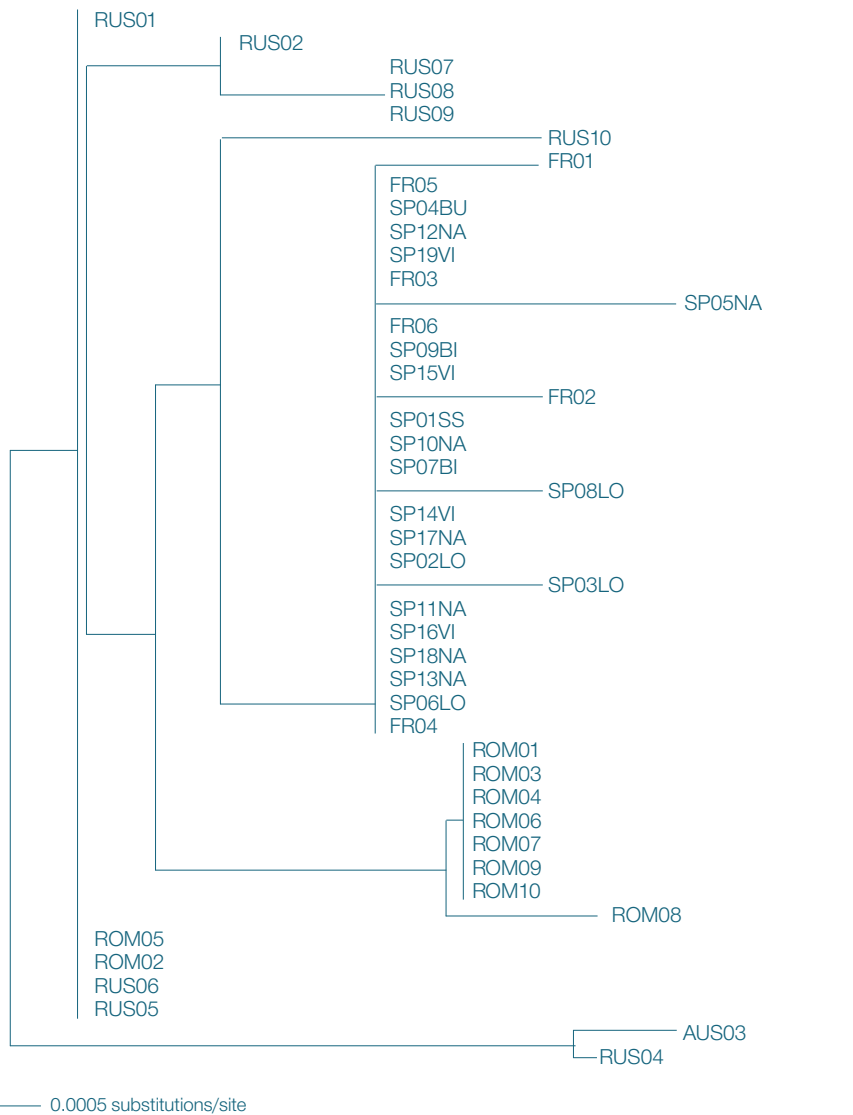 RUS01
RUS02
RUS07
RUS08
RUS09
RUS10
FR01
FR05
SP04BU
SP12NA
SP19VI
FR03
SP05NA
FR06
SP09BI
SP15VI
FR02
SP01SS
SP10NA
SP07BI
SP08LO
SP14VI
SP17NA
SP02LO
SP03LO
SP11NA
SP16VI
SP18NA
SP13NA
SP06LO
FR04
ROM01
ROM03
ROM04
ROM06
ROM07
ROM09
ROM10
ROM08
ROM05
ROM02
RUS06
RUS05
AUS03
RUS04
0.0005 substitutions/site